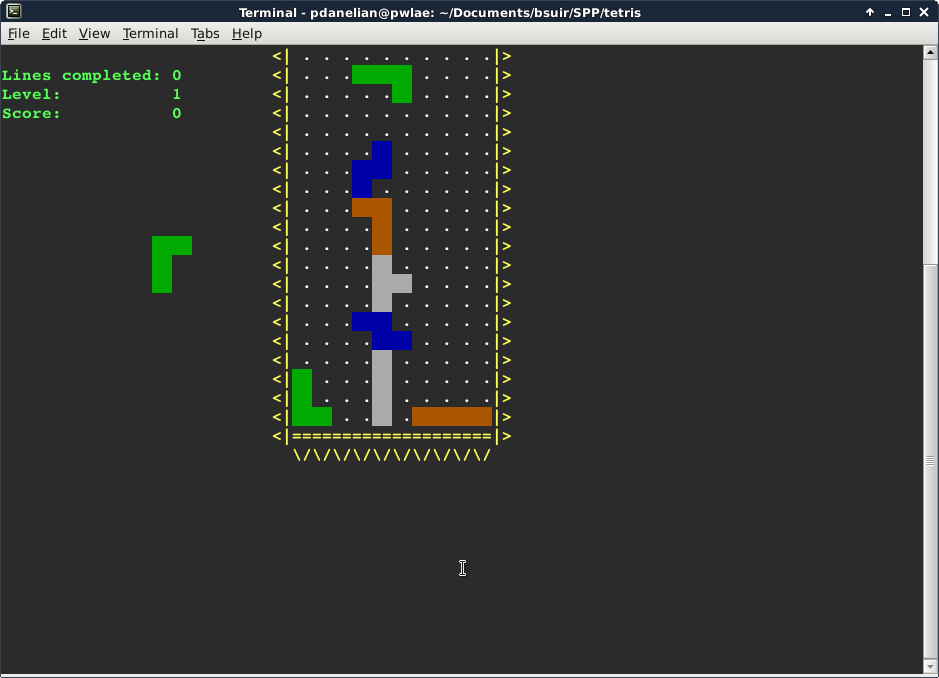 Terminal - pdanelian@pwlae: ~/Documents/bsuir/SPP/tetris
File Edit View Terminal Tabs Help
Lines completed: 0
Level: 1
Score: 0
<|====================|>
\/\/\/\/\/\/\/\/\/\/